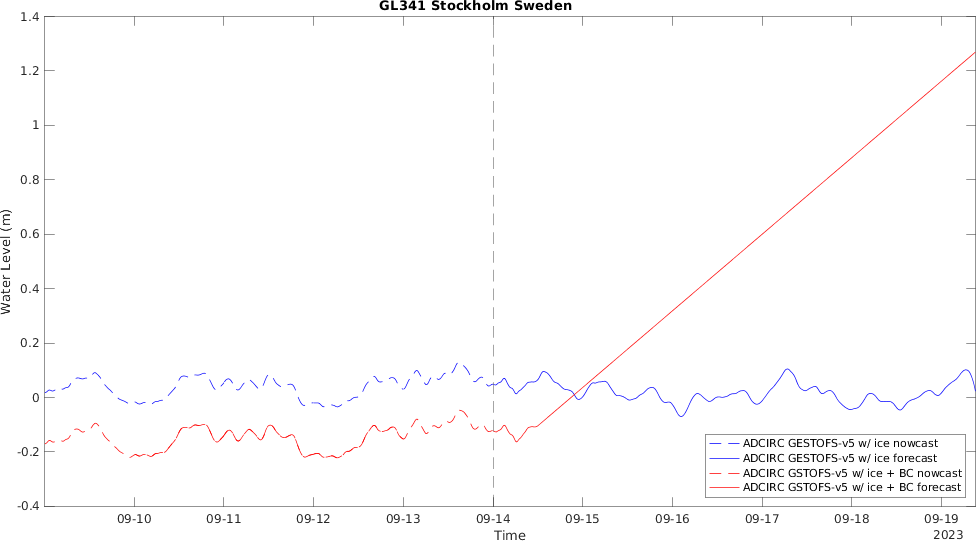 GL341 Stockholm Sweden
1.4
1.2
1
0.8
0.6
0.4
0.2
0
-0.2
-0.4
Water Level (m)
ADCIRC GESTOFS-v5 w/ ice nowcast
ADCIRC GESTOFS-v5 w/ ice forecast
ADCIRC GSTOFS-v5 w/ ice + BC nowcast
ADCIRC GSTOFS-v5 w/ ice + BC forecast
09-10 09-11 09-12 09-13 09-14 09-15 09-16 09-17 09-18 09-19
Time
2023